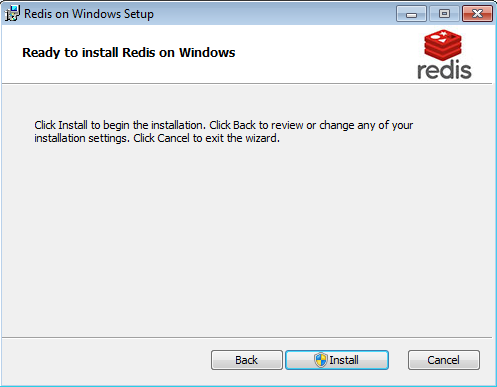 Redis on Windows Setup
Ready to install Redis on Windows
redis
Click Install to begin the installation. Click Back to review or change any of your
installation settings. Click Cancel to exit the wizard.
Back
Install
Cancel